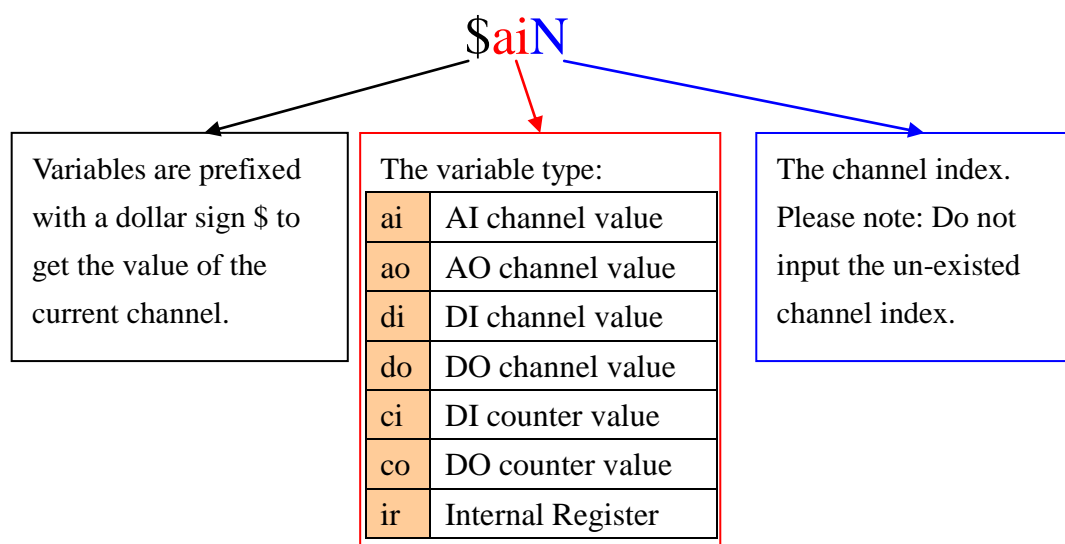 $aiN
Variables are prefixed
with a dollar sign $ to
get the value of the
current channel.
The variable type:
ai AI channel value
ao AO channel value
di DI channel value
do DO channel value
ci DI counter value
co DO counter value
ir Internal Register
The channel index.
Please note: Do not
input the un-existed
channel index.